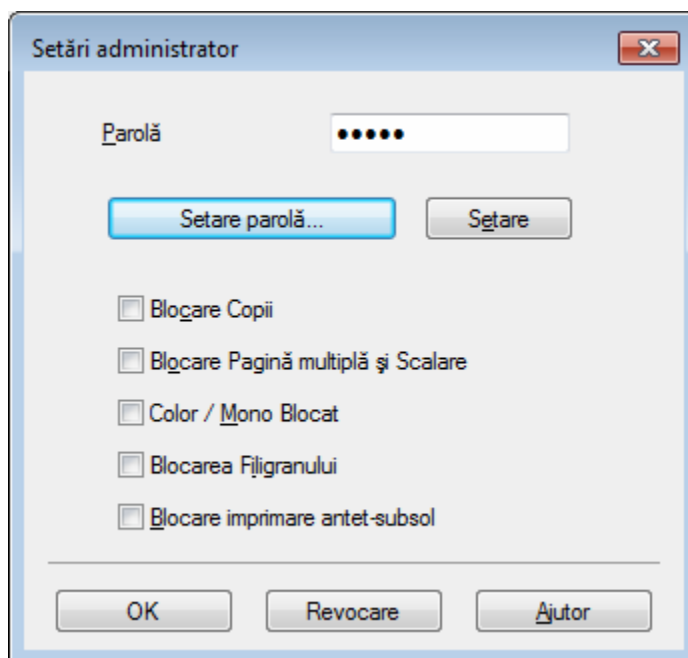 Setări administrator
Parolă
Setare parolă... Setare
Blocare Copii
Blocare Pagină multiplă şi Scalare
Color / Mono Blocat
Blocarea Filigranului
Blocare imprimare antet-subsol
OK Revocare Ajutor